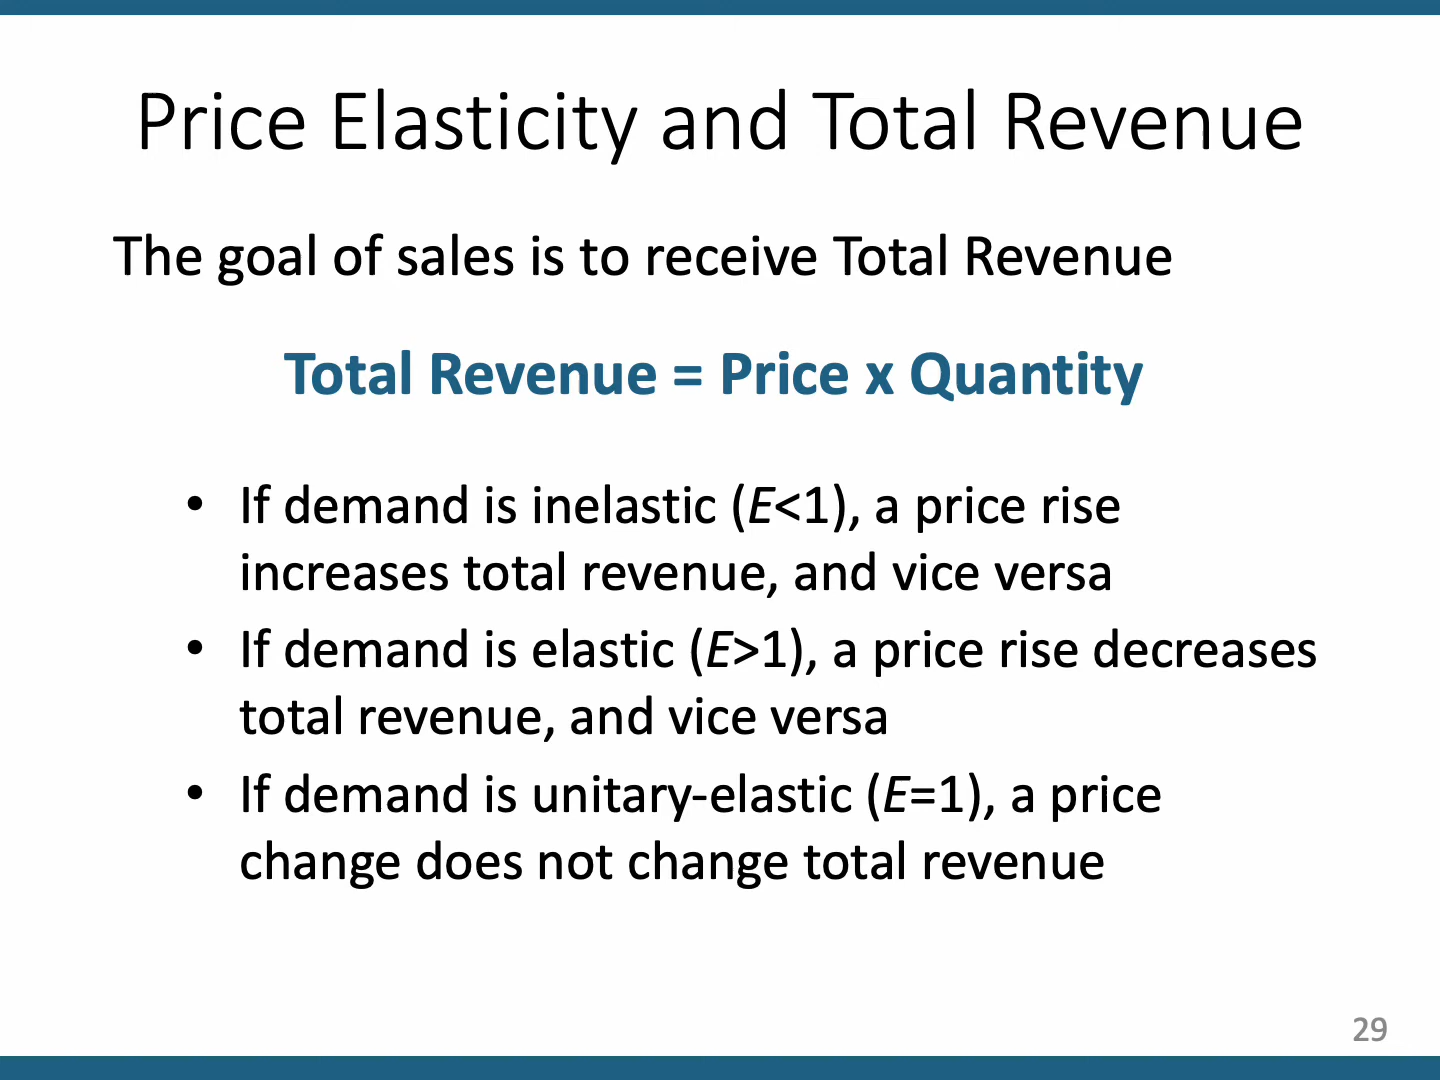 Price Elasticity and Total Revenue
The goal of sales is to receive Total Revenue
Total Revenue = Price x Quantity
• If demand is inelastic (E<1), a price rise
increases total revenue, and vice versa
• If demand is elastic (E>1), a price rise decreases
total revenue, and vice versa
• If demand is unitary-elastic (E=1), a price
change does not change total revenue
29